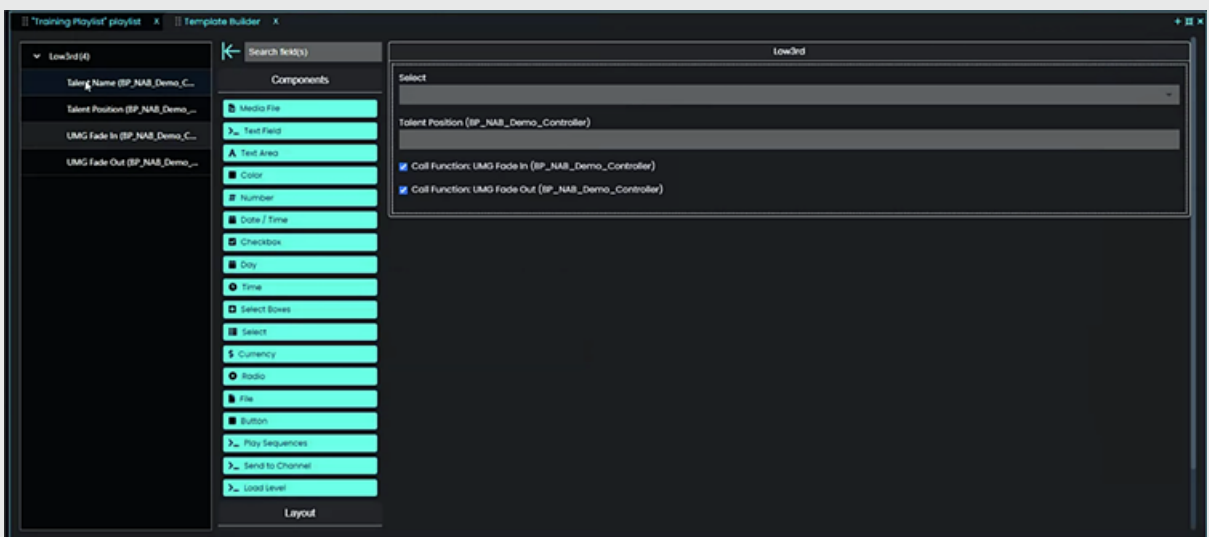 "Training Playlist" playlist X
Template Builder X
Low3rd(4)
Talent Name (BP_NAB_Demo_C...
Talent Position (BP_NAB_Demo_...
UMG Fade In (BP_NAB_Demo_C...
UMG Fade Out (BP_NAB_Demo_...
Search field(s)
Components
Media File
Text Field
Text Area
Color
Number
Date / Time
Checkbox
Day
Time
Select Boxes
Select
Currency
Radio
File
Button
Play Sequences
Send to Channel
Load Level
Layout
Low3rd
Select
Talent Position (BP_NAB_Demo_Controller)
Call Function: UMG Fade In (BP_NAB_Demo_Controller)
Call Function: UMG Fade Out (BP_NAB_Demo_Controller)